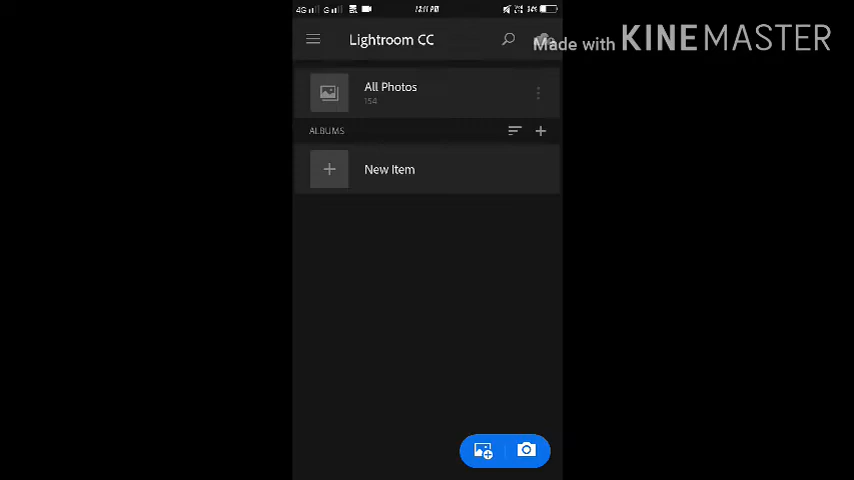 Lightroom CC
Made with KINEMASTER
All Photos
154
ALBUMS
New Item